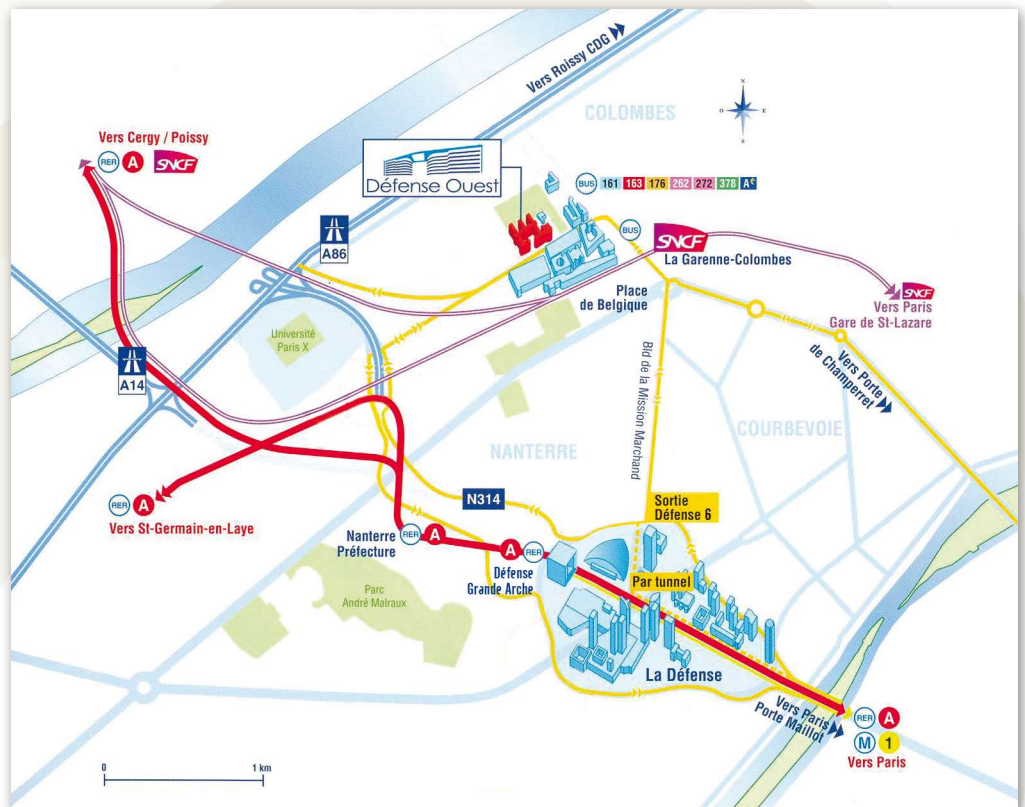 Vers Roissy CDG
COLOMBES
N
O
E
S
Vers Cergy / Poissy
RER A SNCF
Défense Ouest
BUS 161 163 176 262 272 378
A86
BUS
SNCF
La Garenne-Colombes
Place
de Belgique
SNCF
Vers Paris
Gare de St-Lazare
Université
Paris X
A14
Vers Porte
de Champerret
Bld de la Mission Marchand
COURBEVOIE
NANTERRE
N314
Sortie
Défense 6
RER A
Vers St-Germain-en-Laye
Nanterre
Préfecture
RER A
A RER
Défense
Grande Arche
Par tunnel
Parc
André Malraux
La Défense
Vers Paris
Porte Maillot
RER A
M 1
Vers Paris
0 1 km